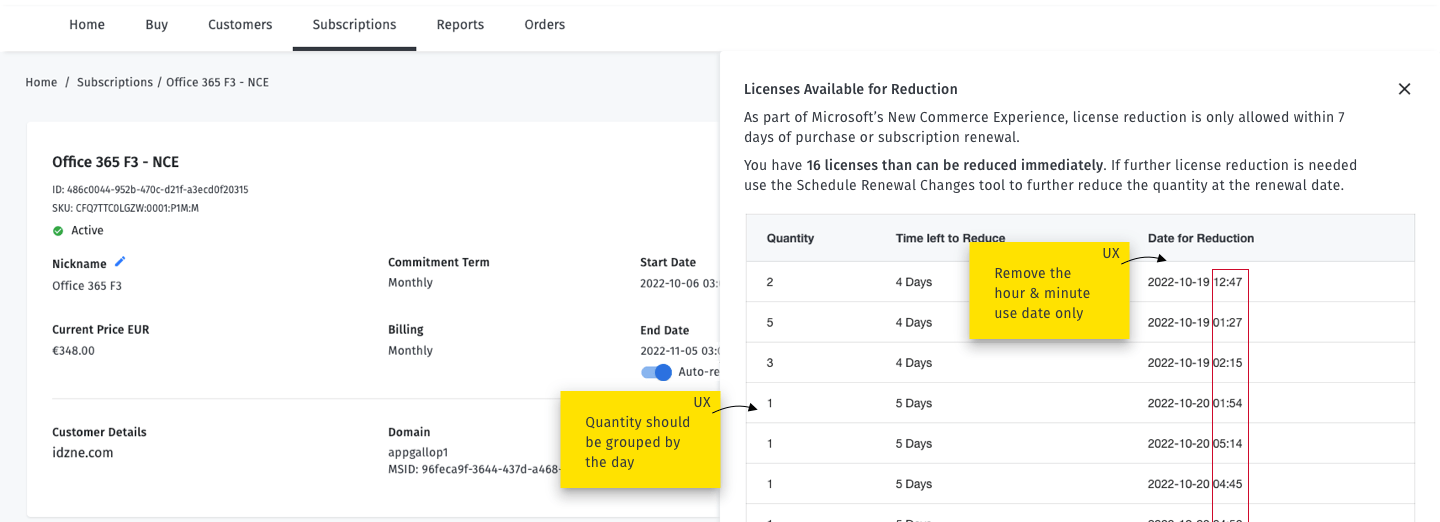 Home Buy Customers Subscriptions Reports Orders
Home / Subscriptions / Office 365 F3 - NCE
Office 365 F3 - NCE
ID: 486c0044-952b-470c-d21f-a3ecd0f20315
SKU: CFQ7TTC0LGZW:0001:P1M:M
Active
Nickname
Office 365 F3
Commitment Term
Monthly
Start Date
2022-10-06 03:
Current Price EUR
€348.00
Billing
Monthly
End Date
2022-11-05 03:
Auto-re
Customer Details
idzne.com
Domain
appgallop1
MSID: 96feca9f-3644-437d-a468-
UX
Quantity should
be grouped by
the day
Licenses Available for Reduction
As part of Microsoft's New Commerce Experience, license reduction is only allowed within 7
days of purchase or subscription renewal.
You have 16 licenses than can be reduced immediately. If further license reduction is needed
use the Schedule Renewal Changes tool to further reduce the quantity at the renewal date.
Quantity Time left to Reduce Date for Reduction
2 4 Days 2022-10-19 12:47
5 4 Days 2022-10-19 01:27
3 4 Days 2022-10-19 02:15
1 5 Days 2022-10-20 01:54
1 5 Days 2022-10-20 05:14
1 5 Days 2022-10-20 04:45
UX
Remove the
hour & minute
use date only